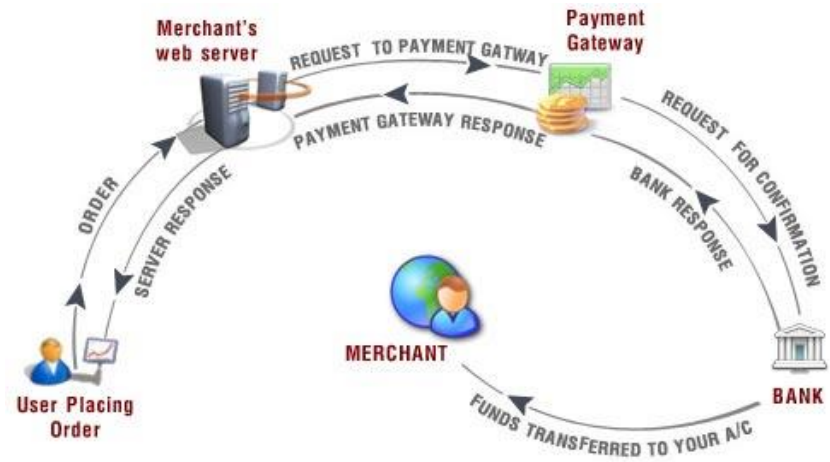 Merchant's
web server
Payment
Gateway
REQUEST TO PAYMENT GATWAY
PAYMENT GATEWAY RESPONSE
REQUEST FOR CONFIRMATION
BANK RESPONSE
ORDER
SERVER RESPONSE
MERCHANT
User Placing
Order
BANK
FUNDS TRANSFERRED TO YOUR A/C